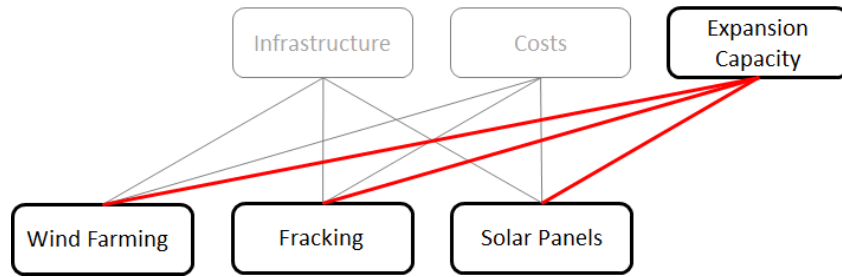 Infrastructure
Costs
Expansion
Capacity
Wind Farming
Fracking
Solar Panels